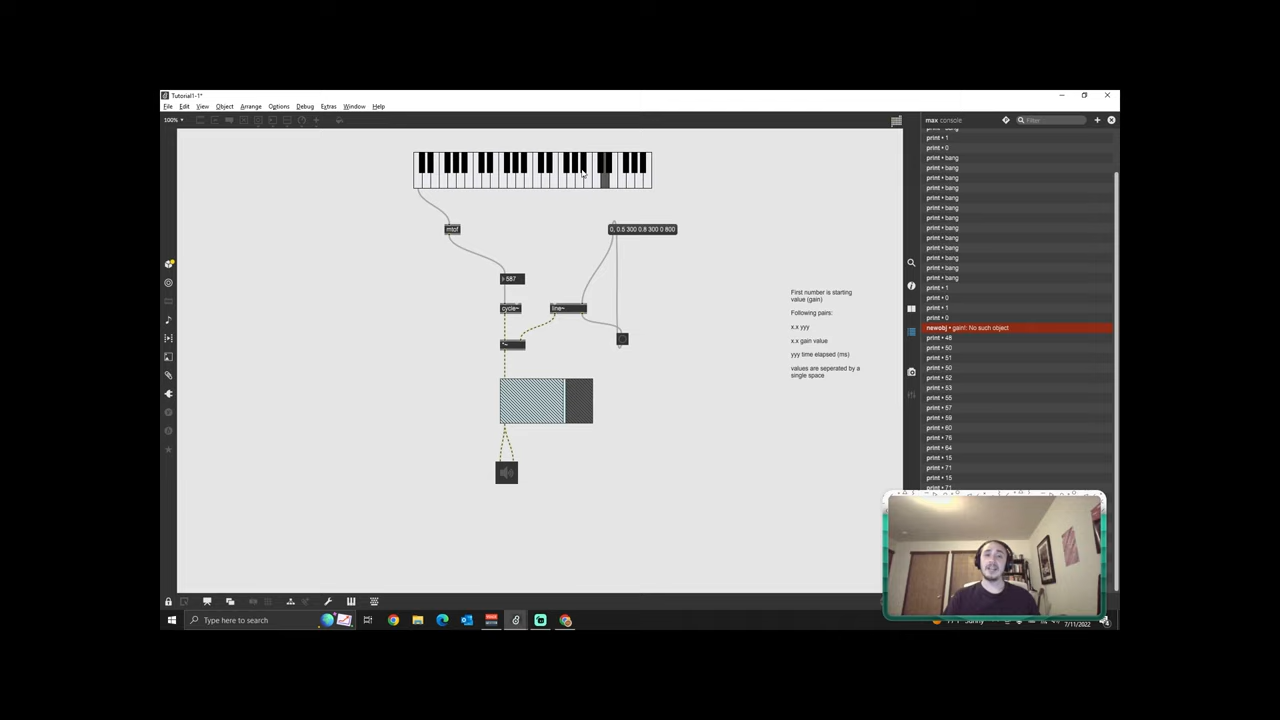 Tutorial1-1*
File Edit View Object Arrange Options Debug Extras Window Help
100%
max console
Filter
print • bang
print • 1
print • 0
print • bang
print • bang
print • bang
print • bang
print • bang
print • bang
print • bang
print • bang
print • bang
print • bang
print • bang
print • bang
print • bang
print • 1
print • 0
print • 1
print • 0
newobj • gain!: No such object
print • 48
print • 50
print • 51
print • 50
print • 52
print • 53
print • 55
print • 57
print • 59
print • 60
print • 76
print • 64
print • 15
print • 71
print • 15
print • 71
mtof
0, 0.5 300 0.8 300 0 800
587
cycle~
line~
*~
First number is starting
value (gain)
Following pairs:
x.x yyy
x.x gain value
yyy time elapsed (ms)
values are seperated by a
single space
Type here to search
7/11/2022